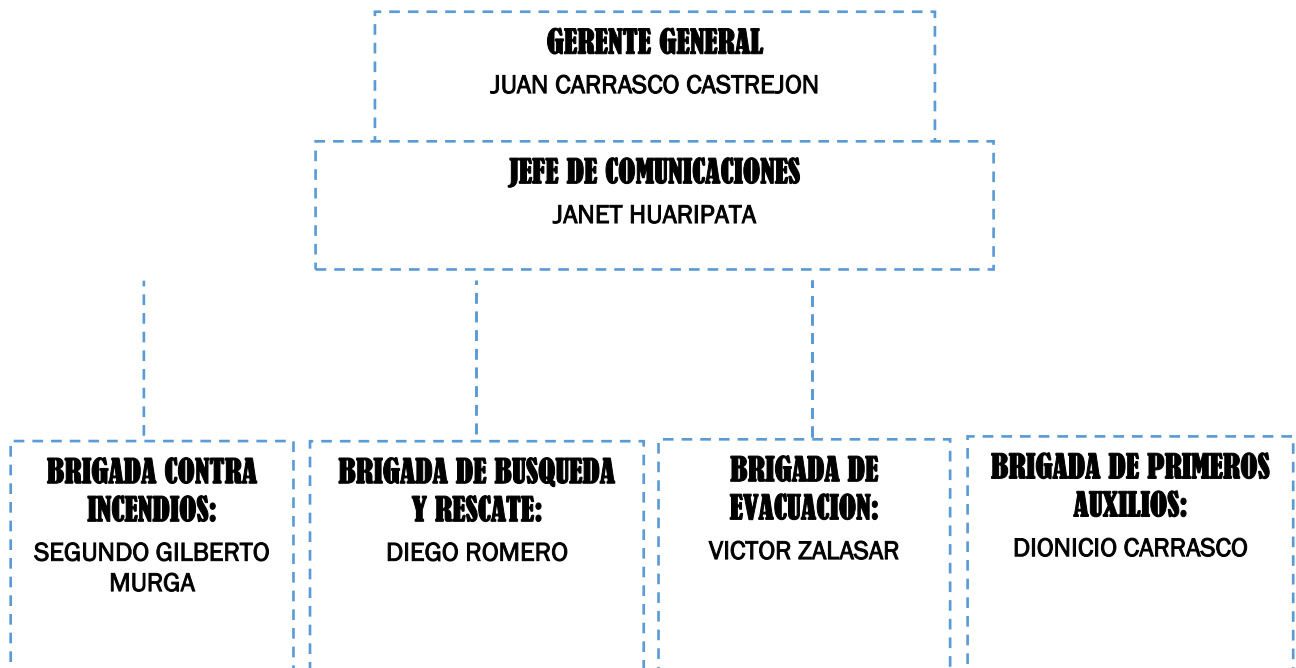 GERENTE GENERAL
JUAN CARRASCO CASTREJON
JEFE DE COMUNICACIONES
JANET HUARIPATA
BRIGADA CONTRA
INCENDIOS:
SEGUNDO GILBERTO
MURGA
BRIGADA DE BUSQUEDA
Y RESCATE:
DIEGO ROMERO
BRIGADA DE
EVACUACION:
VICTOR ZALASAR
BRIGADA DE PRIMEROS
AUXILIOS:
DIONICIO CARRASCO